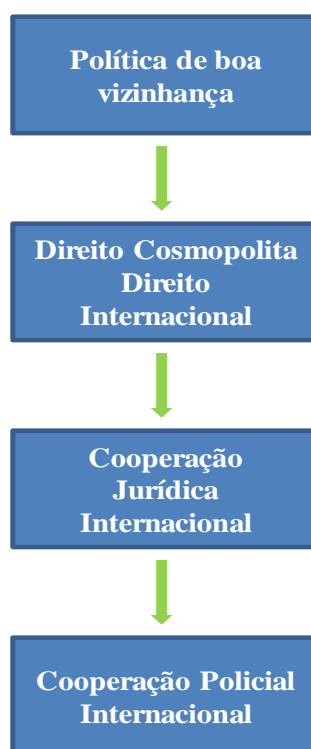 Política de boa
vizinhança
Direito Cosmopolita
Direito
Internacional
Cooperação
Jurídica
Internacional
Cooperação Policial
Internacional